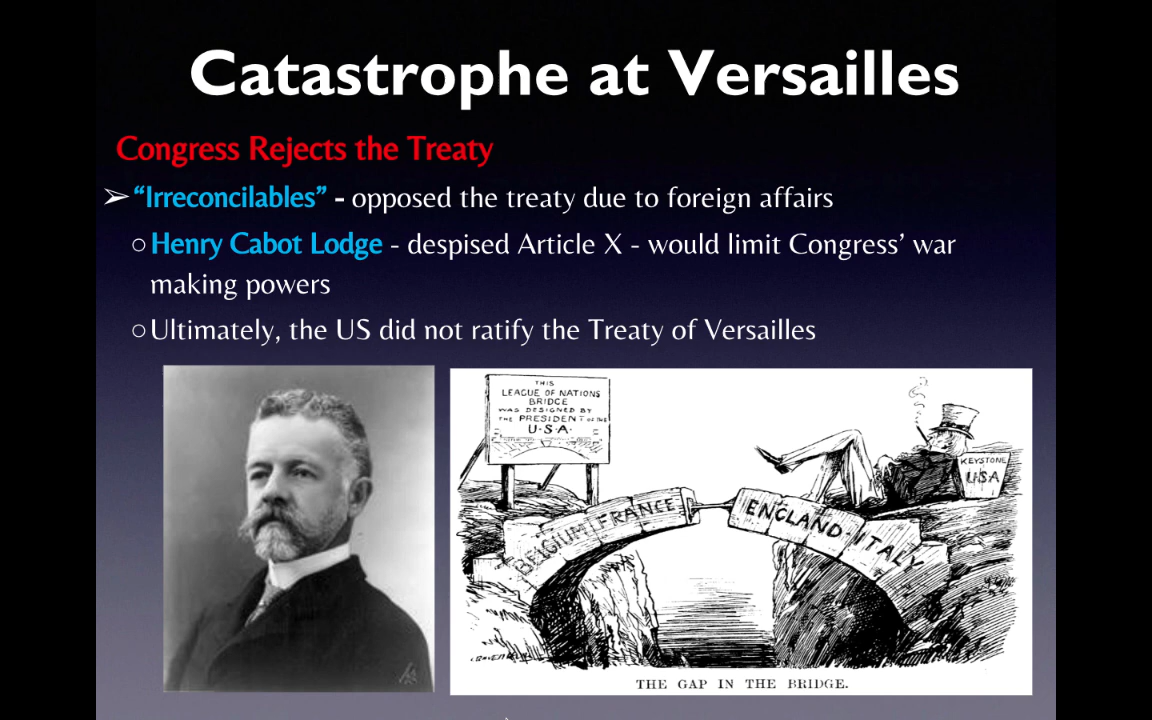 Catastrophe at Versailles
Congress Rejects the Treaty
➢ “Irreconcilables” - opposed the treaty due to foreign affairs
○ Henry Cabot Lodge - despised Article X - would limit Congress’ war
making powers
○ Ultimately, the US did not ratify the Treaty of Versailles
THIS
LEAGUE OF NATIONS
BRIDGE
WAS DESIGNED BY
THE PRESIDENT OF THE
U.S.A.
KEYSTONE
USA
BELGIUM FRANCE
ENGLAND ITALY
THE GAP IN THE BRIDGE.